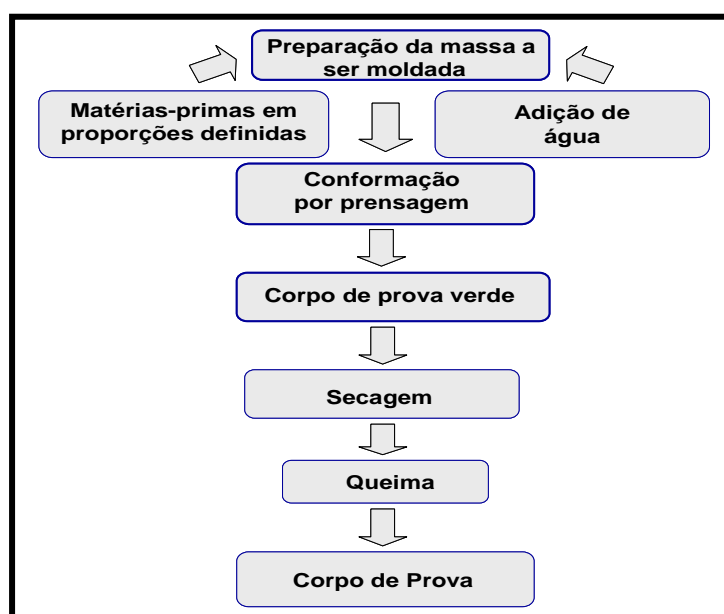 Preparação da massa a
ser moldada
Matérias-primas em
proporções definidas
Adição de
água
Conformação
por prensagem
Corpo de prova verde
Secagem
Queima
Corpo de Prova